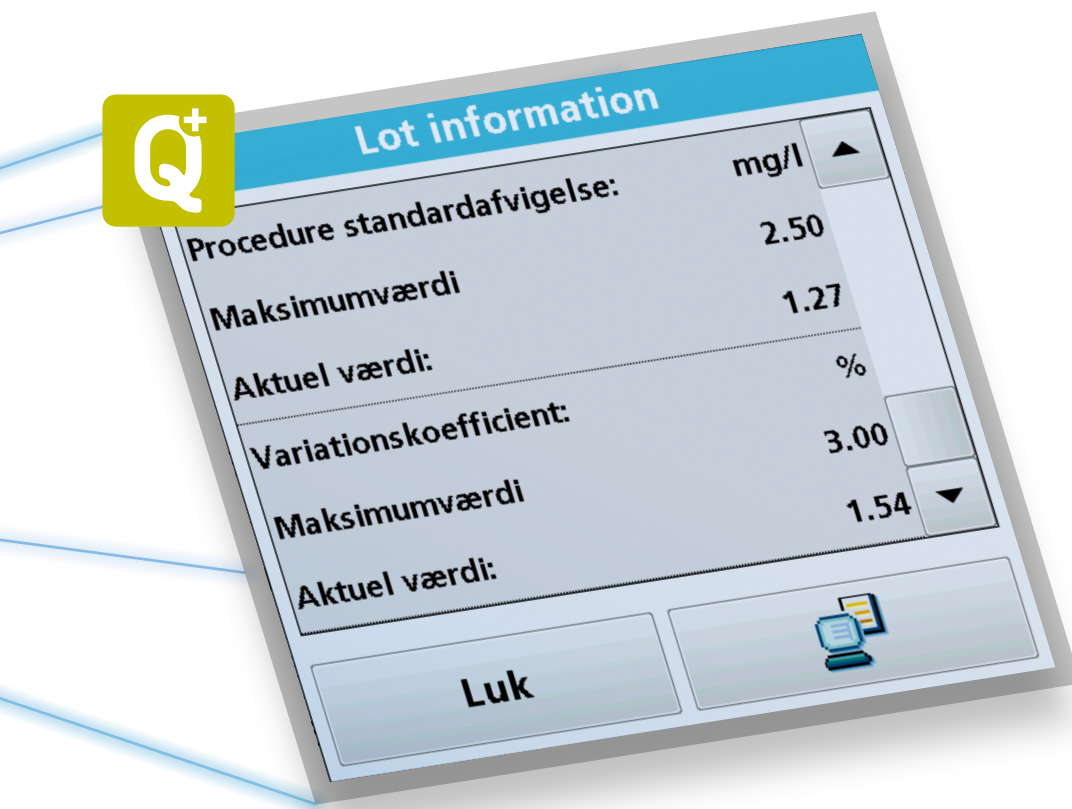 Q+
Lot information
Procedure standardafvigelse: mg/l
Maksimumværdi 2.50
Aktuel værdi: 1.27
Variationskoefficient: %
Maksimumværdi 3.00
Aktuel værdi: 1.54
Luk